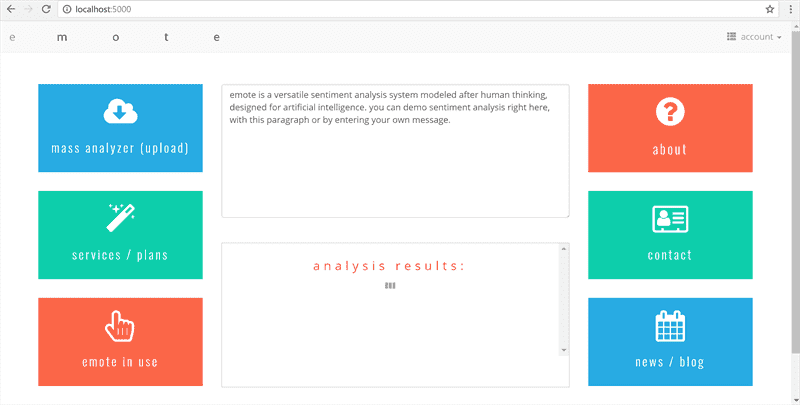 localhost:5000
e m o t e
account
mass analyzer (upload)
services / plans
emote in use
emote is a versatile sentiment analysis system modeled after human thinking,
designed for artificial intelligence. you can demo sentiment analysis right here,
with this paragraph or by entering your own message.
analysis results:
about
contact
news / blog